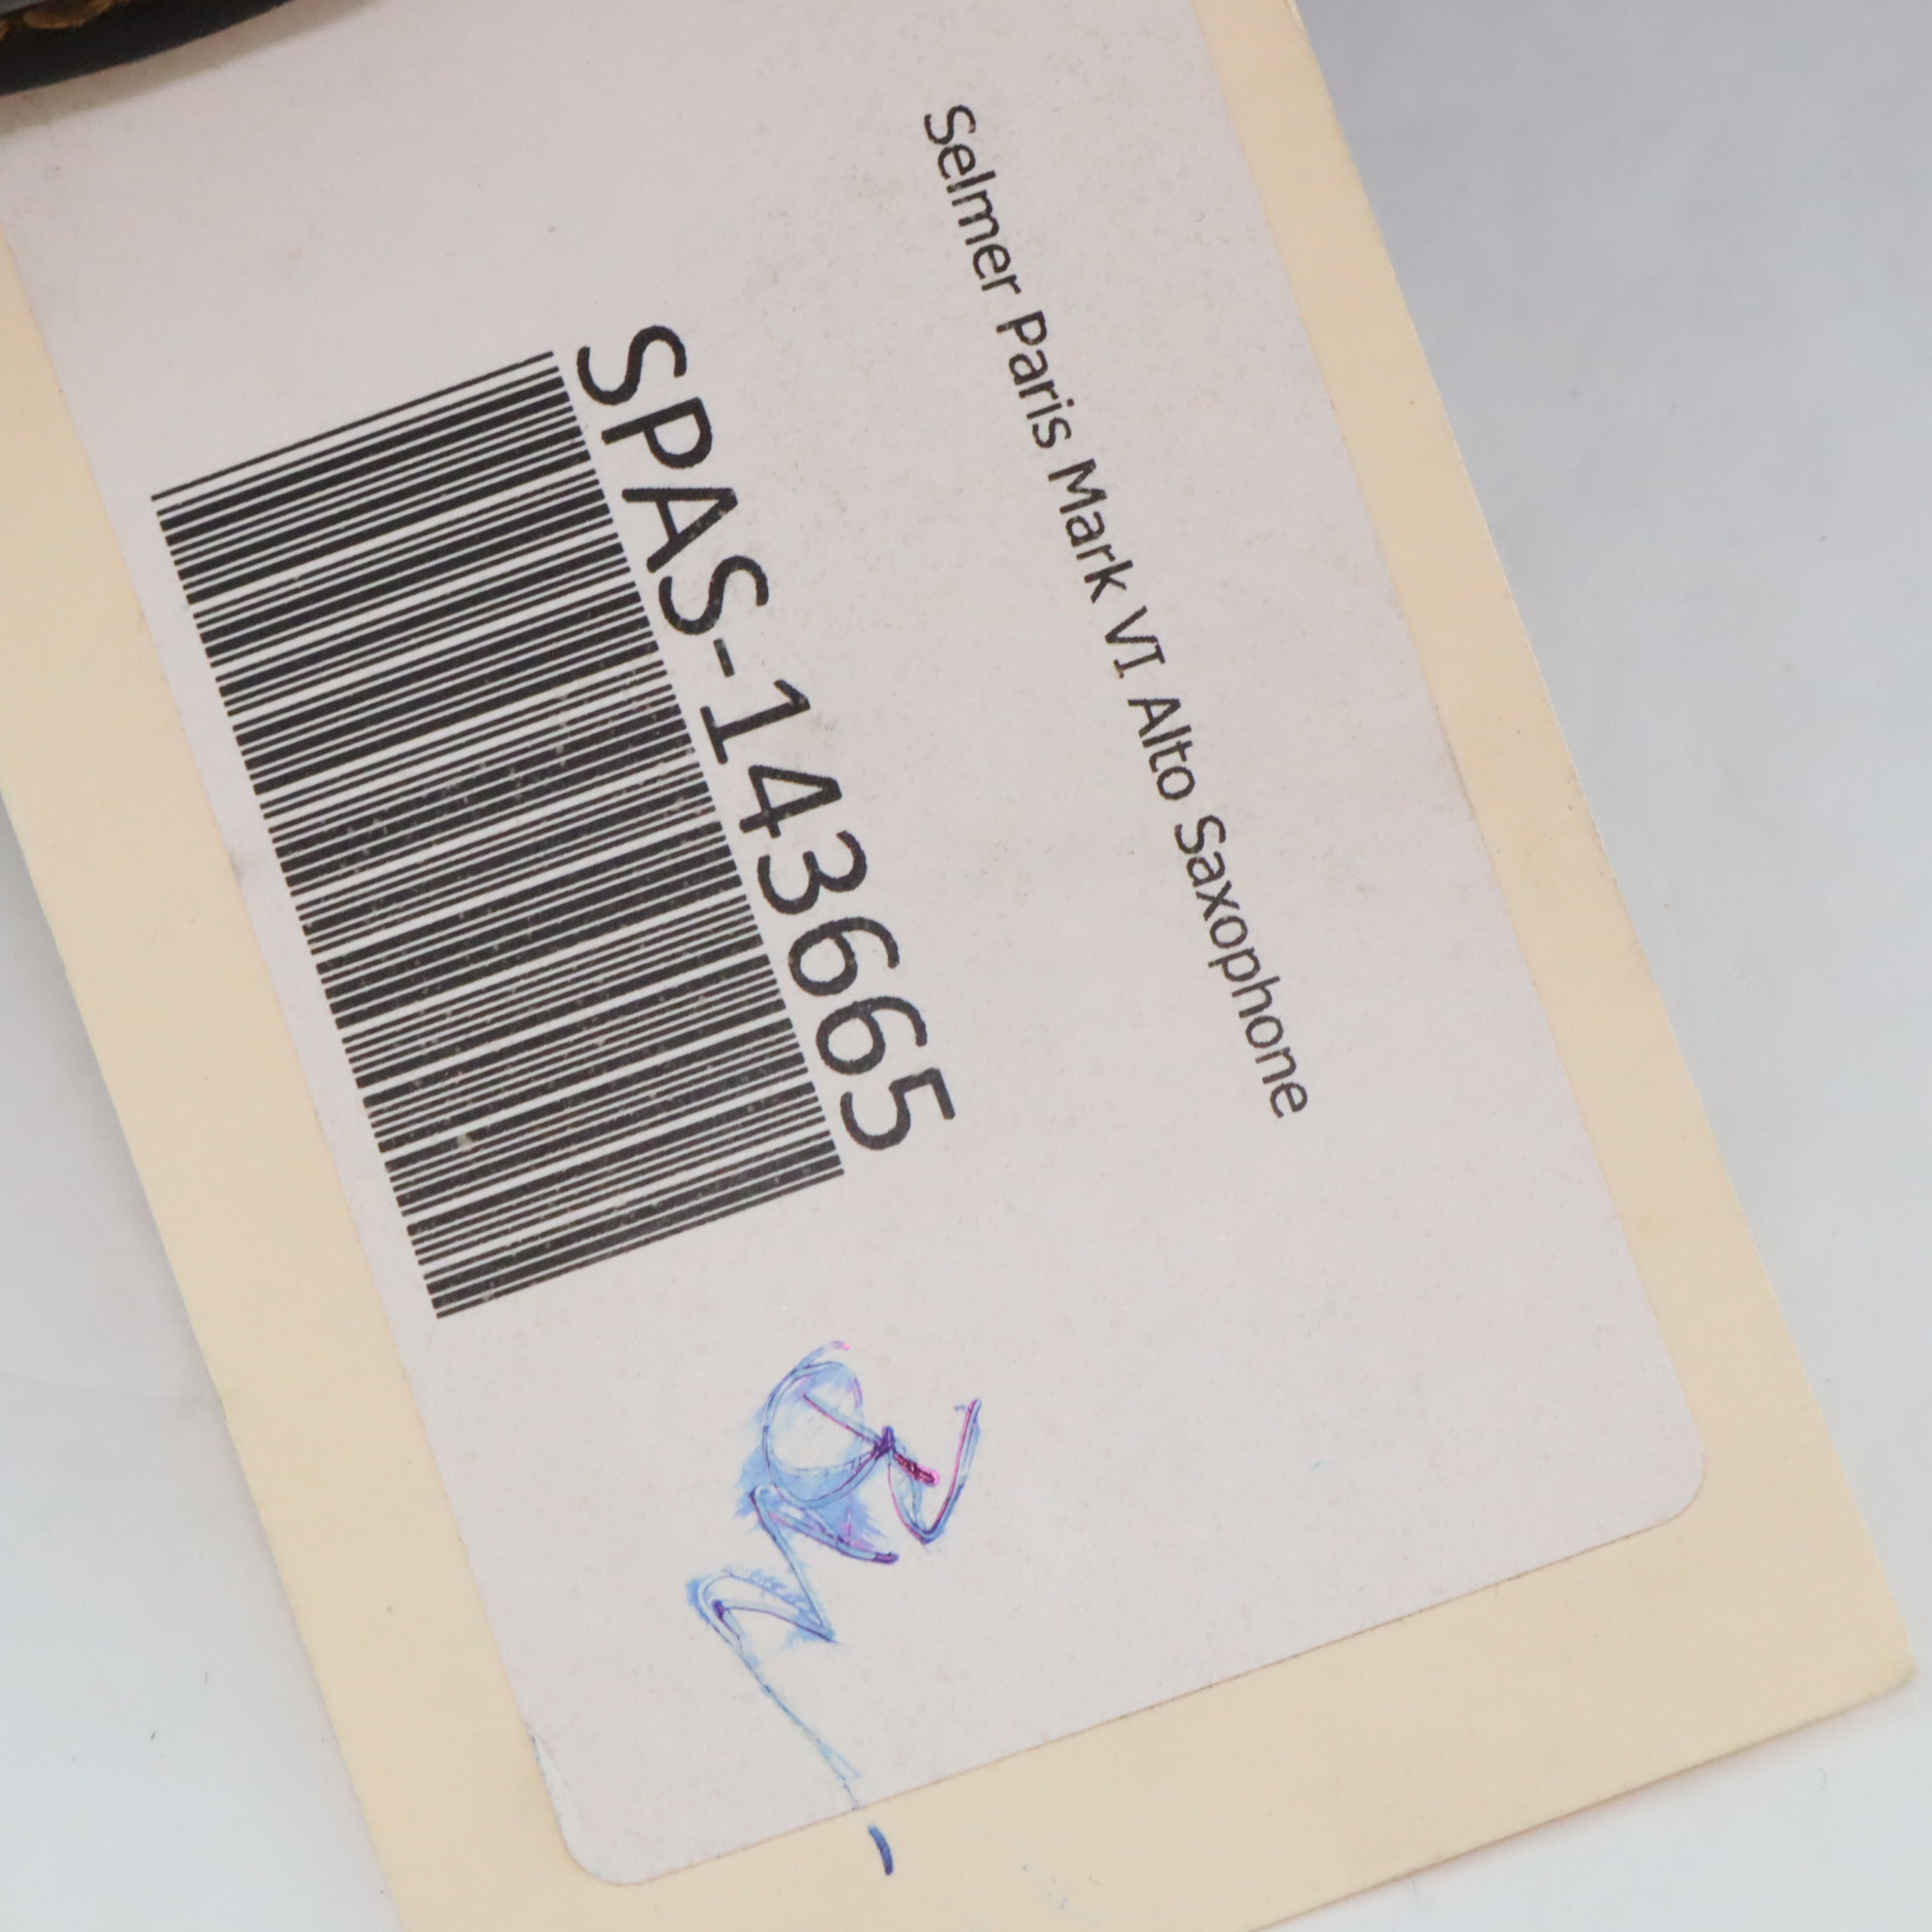 Selmer Paris Mark VI Alto Saxophone
SPAS-143665